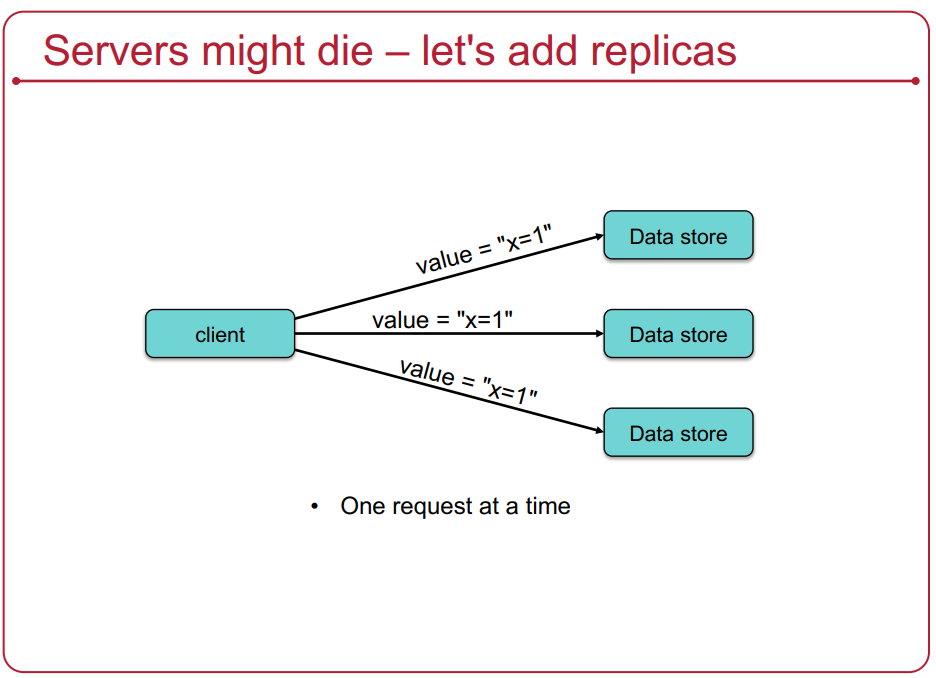 Servers might die – let's add replicas
value = "x=1"
Data store
client
value = "x=1"
Data store
value = "x=1"
Data store
• One request at a time